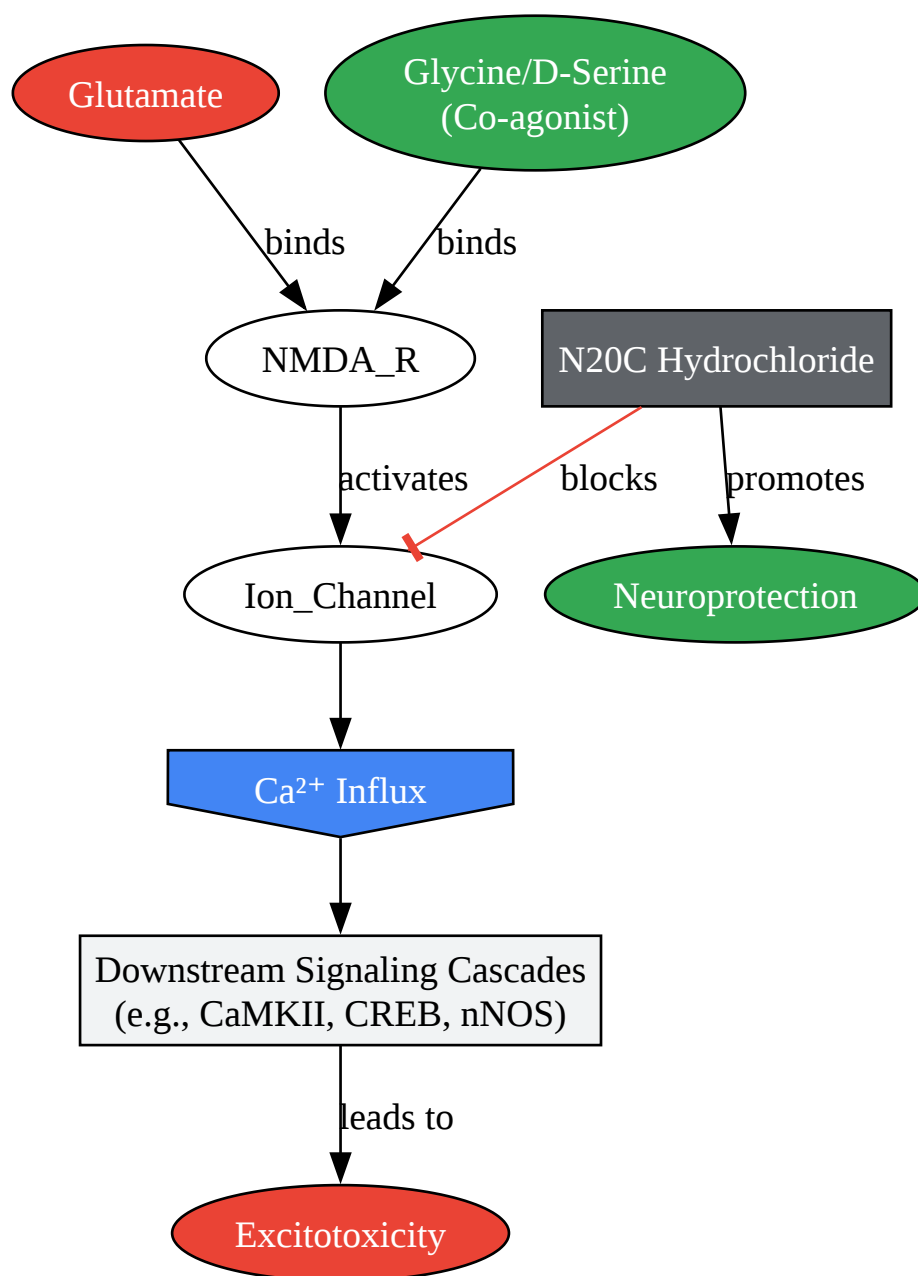 Glutamate
Glycine/D-Serine
(Co-agonist)
binds
binds
NMDA_R
N20C Hydrochloride
activates
blocks
promotes
Ion_Channel
Neuroprotection
Ca²⁺ Influx
Downstream Signaling Cascades
(e.g., CaMKII, CREB, nNOS)
leads to
Excitotoxicity